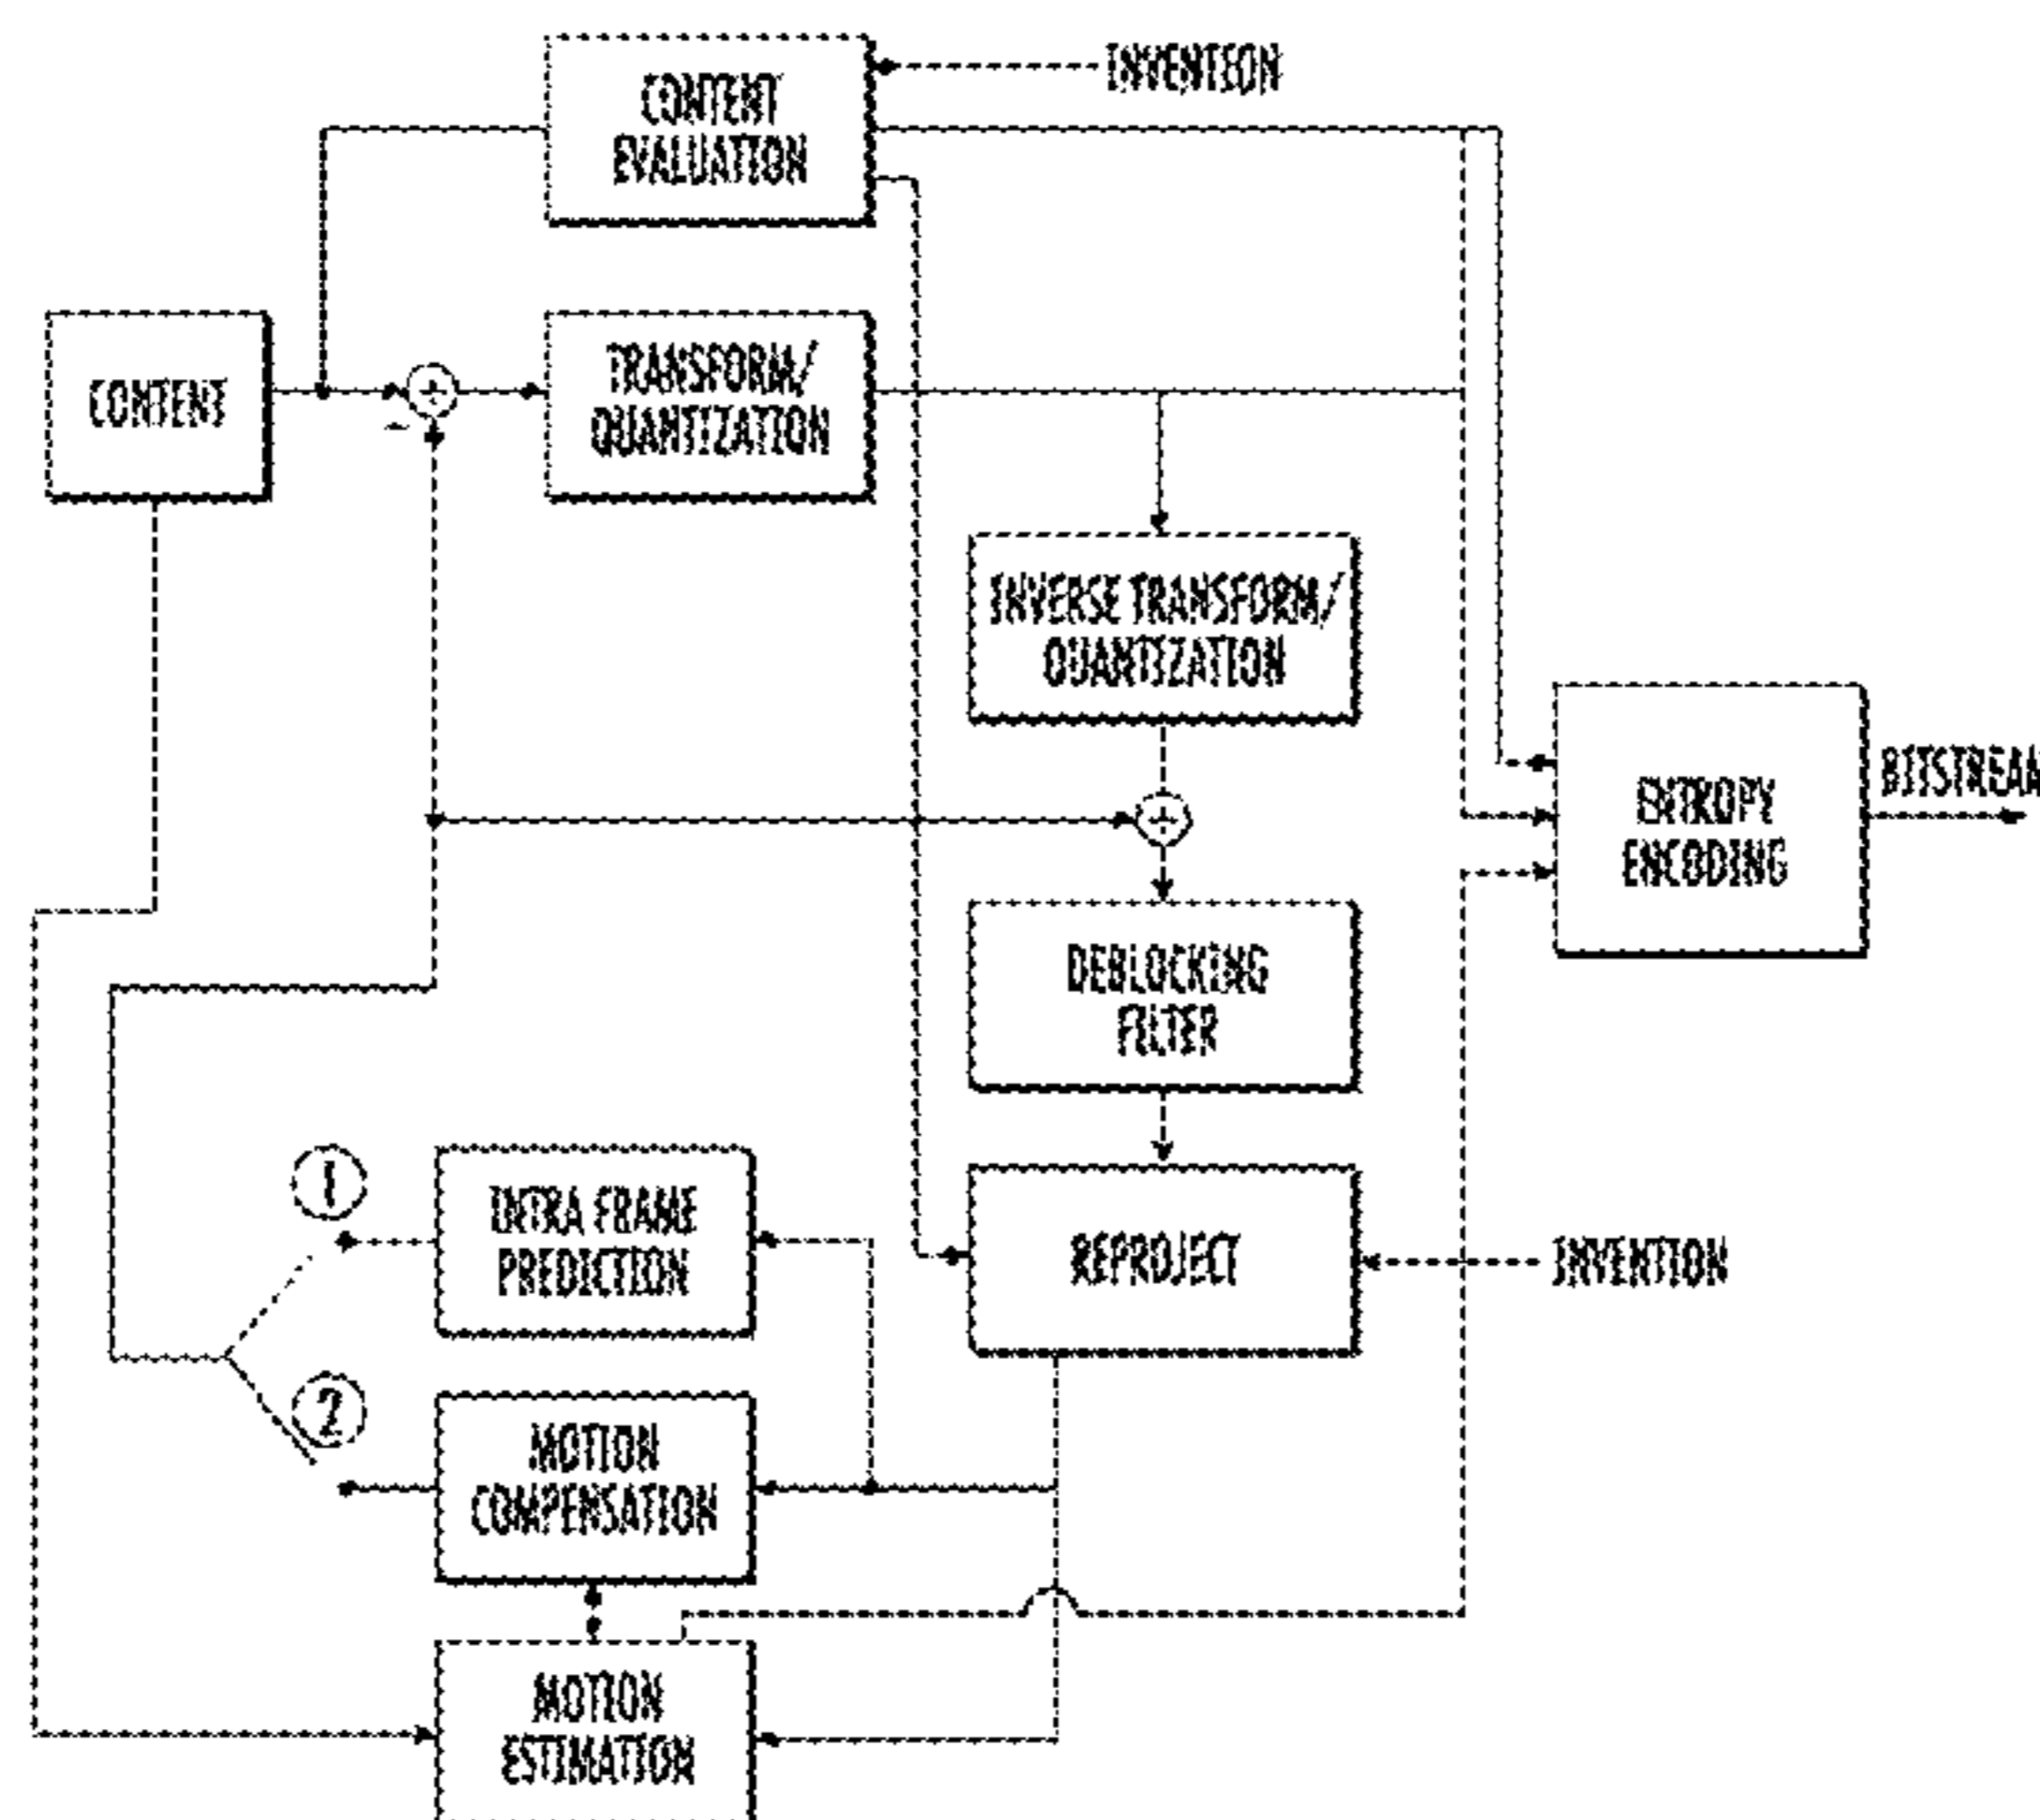 INVENTION
CONTENT
EVALUATION
CONTENT
+
-
TRANSFORM/
QUANTIZATION
INVERSE TRANSFORM/
QUANTIZATION
+
ENTROPY
ENCODING
BITSTREAM
DEBLOCKING
FILTER
1
INTRA FRAME
PREDICTION
REPROJECT
INVENTION
2
MOTION
COMPENSATION
MOTION
ESTIMATION